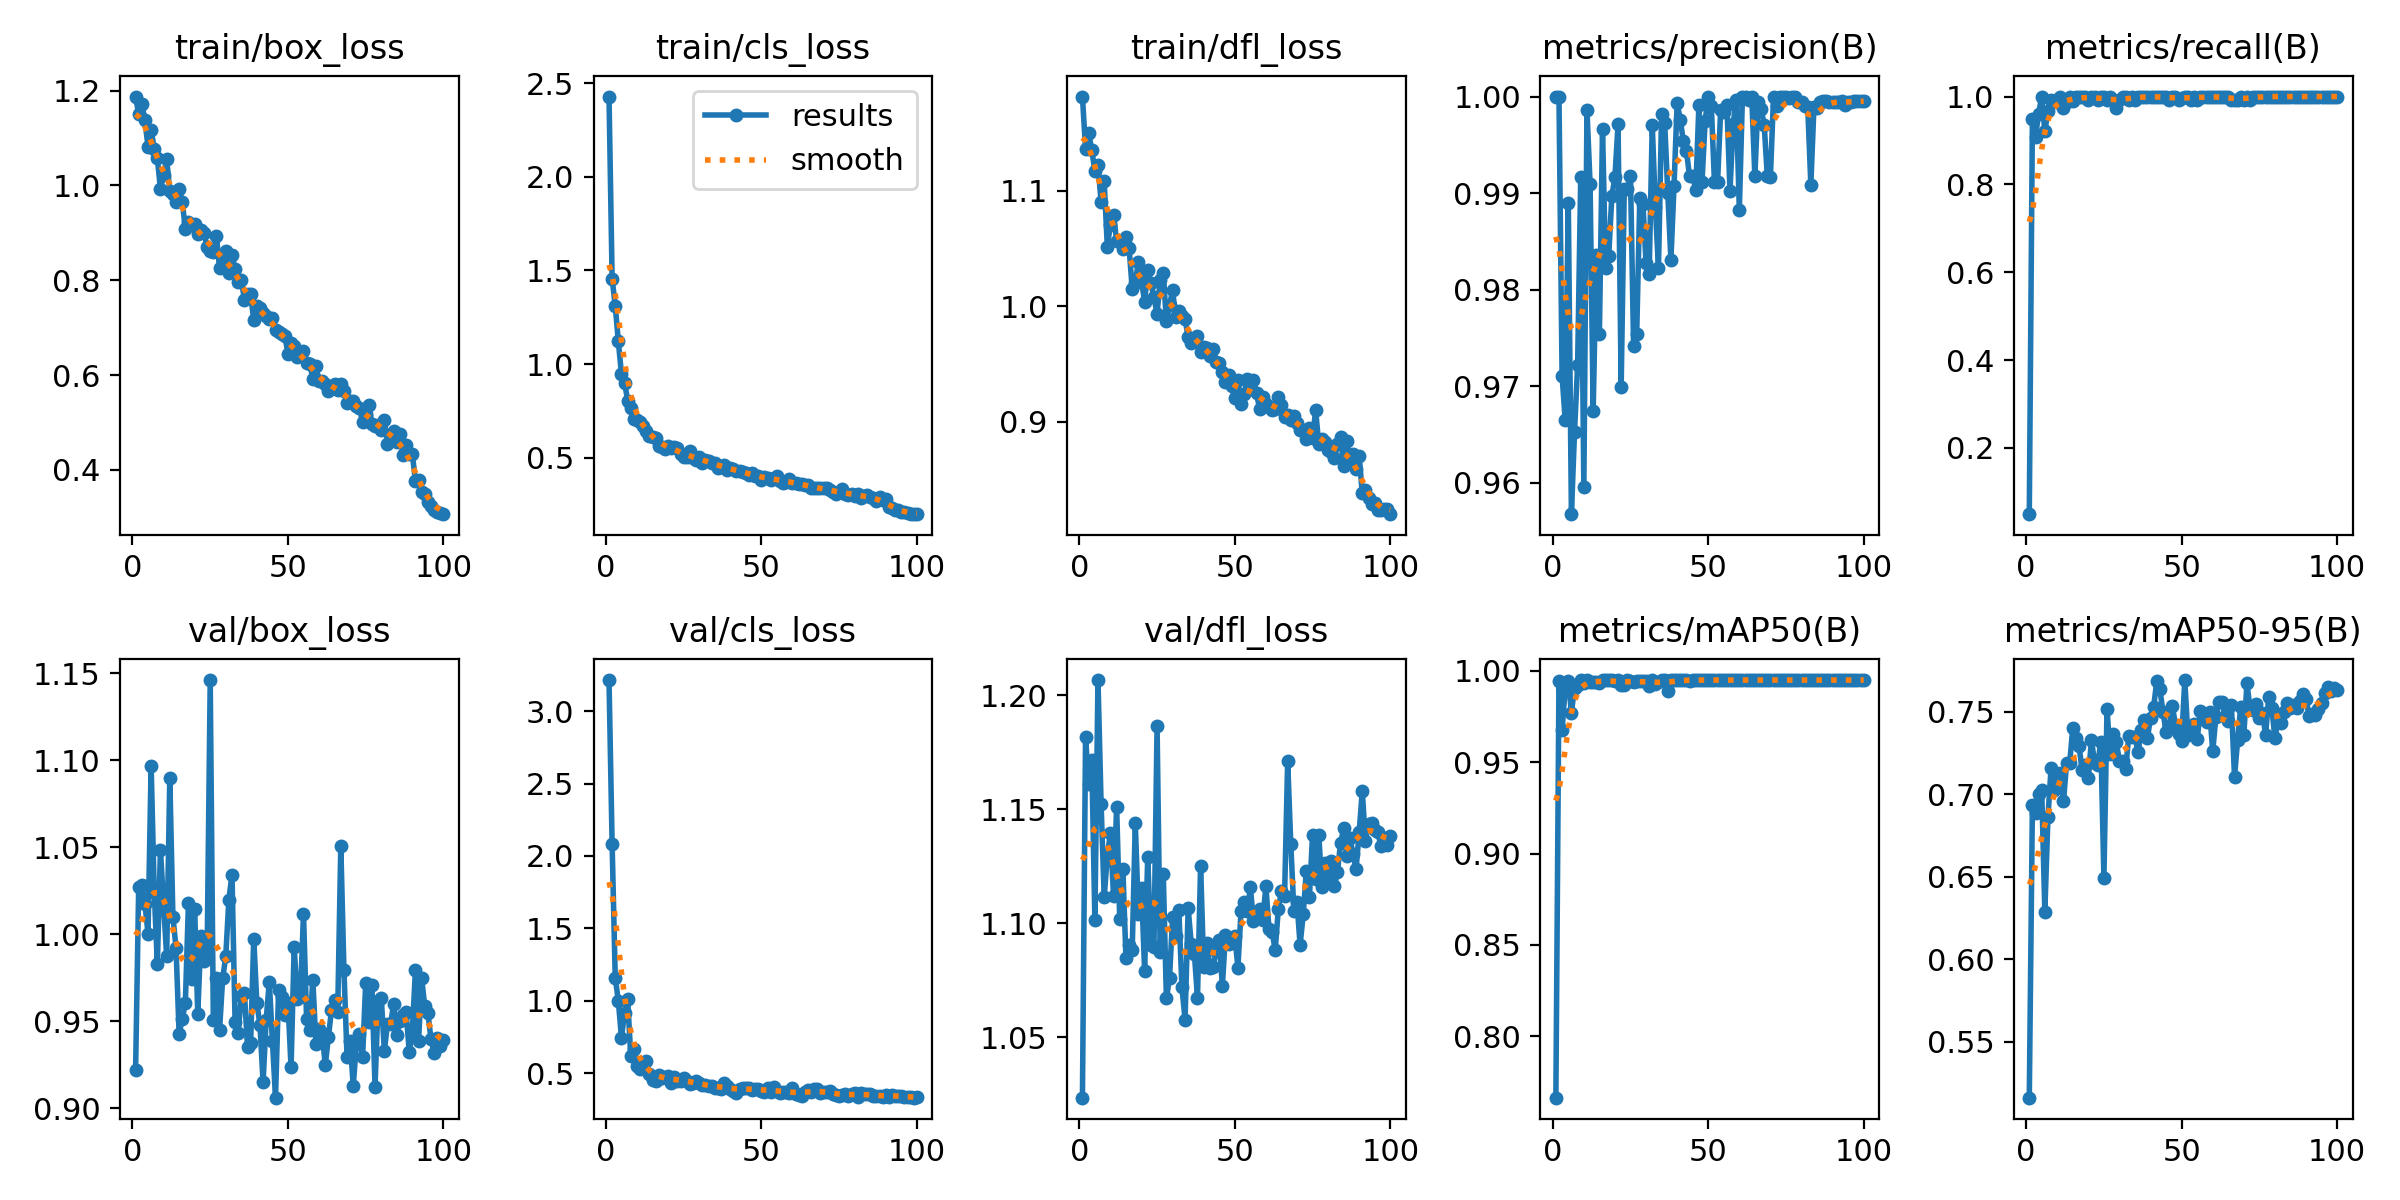 train/box_loss
1.2
1.0
0.8
0.6
0.4
0 50 100
train/cls_loss
results
smooth
2.5
2.0
1.5
1.0
0.5
0 50 100
train/dfl_loss
1.1
1.0
0.9
0 50 100
metrics/precision(B)
1.00
0.99
0.98
0.97
0.96
0 50 100
metrics/recall(B)
1.0
0.8
0.6
0.4
0.2
0 50 100
val/box_loss
1.15
1.10
1.05
1.00
0.95
0.90
0 50 100
val/cls_loss
3.0
2.5
2.0
1.5
1.0
0.5
0 50 100
val/dfl_loss
1.20
1.15
1.10
1.05
0 50 100
metrics/mAP50(B)
1.00
0.95
0.90
0.85
0.80
0 50 100
metrics/mAP50-95(B)
0.75
0.70
0.65
0.60
0.55
0 50 100